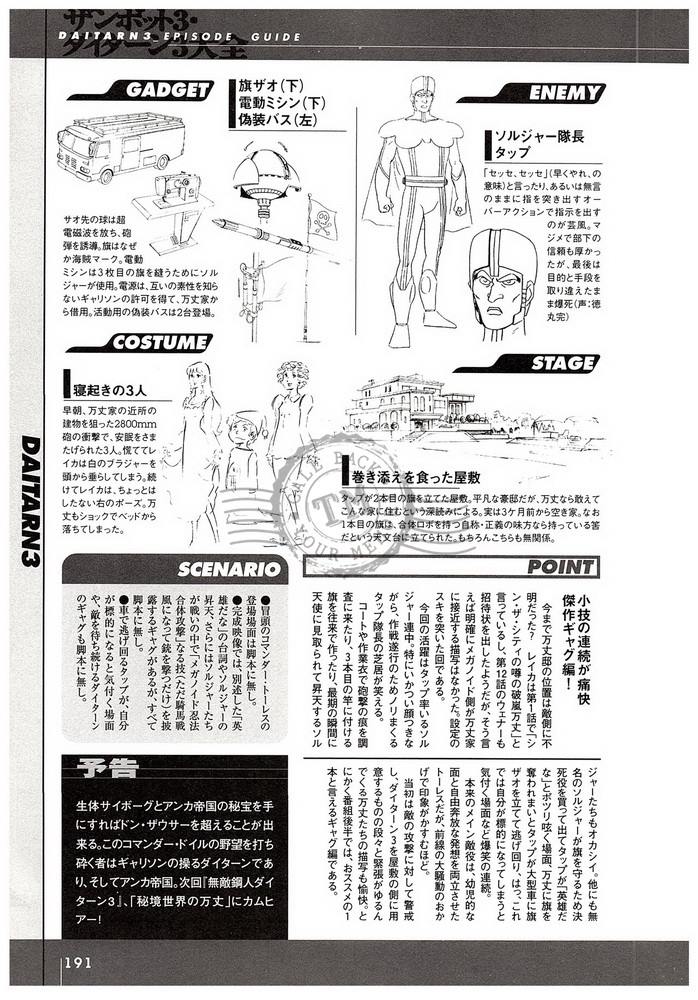 ザンボット3・
ダイターン3大全
DAITARN3 EPISODE GUIDE
GADGET
旗ザオ(下)
電動ミシン(下)
偽装バス(左)
サオ先の球は超
電磁波を放ち、砲
弾を誘導。旗はなぜ
か海賊マーク。電動
ミシンは3枚目の旗を縫うためにソル
ジャーが使用。電源は、互いの素性を知ら
ないギャリソンの許可を得て、万丈家か
ら借用。活動用の偽装バスは2台登場。
ENEMY
ソルジャー隊長
タップ
「セッセ、セッセ」(早くやれ、の
意味)と言ったり、あるいは無言
のままに指を突き出すオー
バーアクションで指示を出す
のが芸風。マ
ジメで部下の
信頼も厚かっ
たが、最後は
目的と手段を
取り違えたま
ま爆死(声:徳
丸完)
COSTUME
寝起きの3人
早朝、万丈家の近所の
建物を狙った2800mm
砲の衝撃で、安眠をさま
たげられた3人。慌ててレ
イカは白のブラジャーを
頭から垂らしてしまう。続
けてレイカは、ちょっとは
したない右のポーズ。万
丈もショックでベッドから
落ちてしまった。
STAGE
巻き添えを食った屋敷
タップが2本目の旗を立てた屋敷。平凡な豪邸だが、万丈なら敢えて
こんな家に住むという深読みによる。実は3ケ月前から空き家。なお
1本目の旗は、合体ロボを持つ自称・正義の味方なら持っている筈
だという天文台に立てられた。もちろんこちらも無関係。
SCENARIO
●冒頭のコマンダー・トーレスの
登場場面は脚本に無し。
●完成映像では、別述した「英
雄だな」の台詞やソルジャーの
昇天、さらにはソルジャーたち
が戦いの中で「メガノイド忍法
合体攻撃」なる技(ただ騎馬戦
風になって銃を撃つだけ)を披
露するギャグがあるが、すべて
脚本に無し。
●車で逃げ回るタップが、自分
が標的になると気付く場面
や、敵を待ち続けるダイターン
のギャグも脚本に無し。
POINT
小技の連続が痛快
傑作ギャグ編!
今まで万丈邸の位置は敵側に不
明だった? レイカは第1話で「シ
ン・ザ・シティの噂の破嵐万丈」と
言っているし、第12話のウェナーも
招待状を出したようだが、そう言
えば明確にメガノイド側が万丈家
に接近する描写はなかった。設定の
スキを突いた回である。
今回の活躍はタップ率いるソル
ジャー連中。特にいかつい顔つきな
がら、作戦遂行のためノリまくる
タップ隊長の芝居が笑える。
コートや作業衣で砲撃の痕を調
査に来たり、3本目の竿に付ける
旗を往来で作ったり、最期の瞬間に
天使に見取られて昇天するソル
ジャーたちもオカシイ。他にも無
名のソルジャーが旗を守るため決
死役を買って出てタップが「英雄だ
な」とポツリ呟く場面、万丈に旗を
奪われまいとタップが大型車に旗
ザオを立てて逃げ回り、はっ、これ
では自分が標的になってしまうと
気付く場面など爆笑の連続。
本来のメイン敵役は、幼児的な
面と自由奔放な発想を両立させた
トーレスだが、前線の大騒動のおか
げで印象がかすむほど。
当初は敵の攻撃に対して警戒
し、ダイターン3を屋敷の側に用
意するものの段々と緊張がゆるん
でくる万丈たちの描写も愉快。と
にかく番組後半では、おススメの1
本と言えるギャグ編である。
予告
生体サイボーグとアンカ帝国の秘宝を手
にすればドン・ザウサーを超えることが出
来る。このコマンダー・ドイルの野望を打ち
砕く者はギャリソンの操るダイターンであ
り、そしてアンカ帝国。次回『無敵鋼人ダイ
ターン3』、「秘境世界の万丈」にカムヒ
アー!
DAITARN3
191